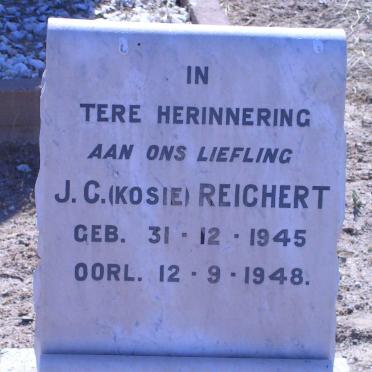 IN
TERE HERINNERING
AAN ONS LIEFLING
J. C. (KOSIE) REICHERT
GEB. 31 - 12 - 1945
OORL. 12 - 9 - 1948.